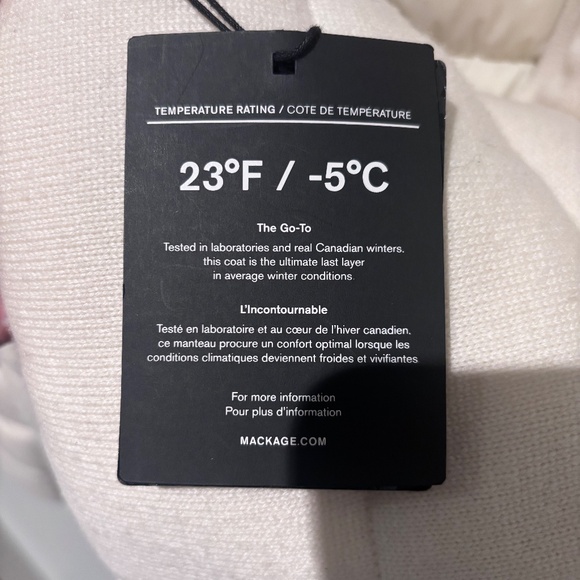 TEMPERATURE RATING / COTE DE TEMPÉRATURE
23°F / -5°C
The Go-To
Tested in laboratories and real Canadian winters,
this coat is the ultimate last layer
in average winter conditions.
L'Incontournable
Testé en laboratoire et au cœur de l'hiver canadien,
ce manteau procure un confort optimal lorsque les
conditions climatiques deviennent froides et vivifiantes.
For more information
Pour plus d'information
MACKAGE.COM